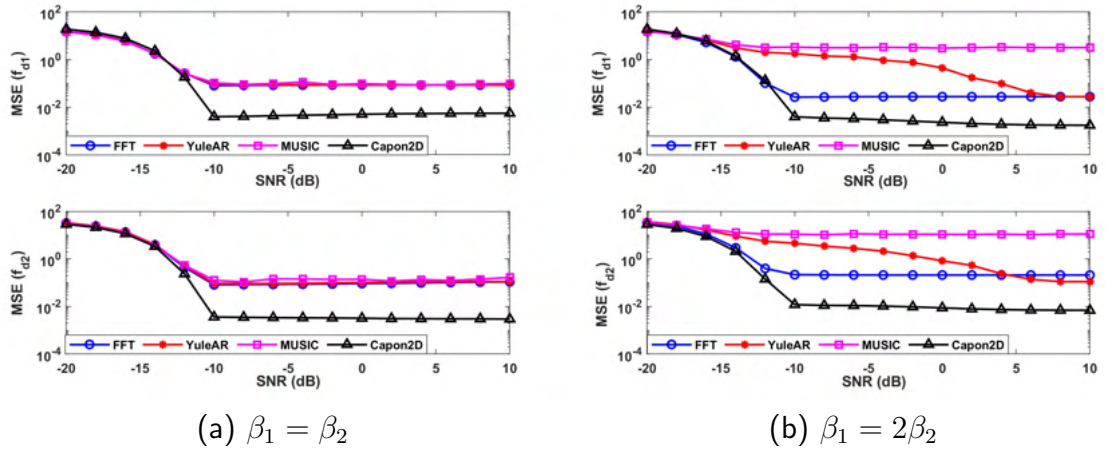 MSE (f_d1)
10^2
10^0
10^-2
10^-4
FFT YuleAR MUSIC Capon2D
-20 -15 -10 -5 0 5 10
SNR (dB)
MSE (f_d2)
10^2
10^0
10^-2
10^-4
FFT YuleAR MUSIC Capon2D
-20 -15 -10 -5 0 5 10
SNR (dB)
(a) β₁ = β₂
MSE (f_d1)
10^2
10^0
10^-2
10^-4
FFT YuleAR MUSIC Capon2D
-20 -15 -10 -5 0 5 10
SNR (dB)
MSE (f_d2)
10^2
10^0
10^-2
10^-4
FFT YuleAR MUSIC Capon2D
-20 -15 -10 -5 0 5 10
SNR (dB)
(b) β₁ = 2β₂